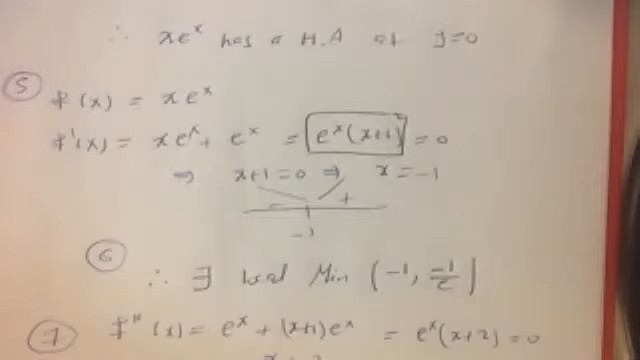 ∴ xe^x has a H.A at y=0
⑤ f(x) = xe^x
f'(x) = xe^x + e^x = e^x(x+1) = 0
⇒ x+1=0 ⇒ x=-1
- +
-1
⑥ ∴ ∃ local Min (-1, -1/e)
⑦ f"(x) = e^x + (x+1)e^x = e^x(x+2) = 0